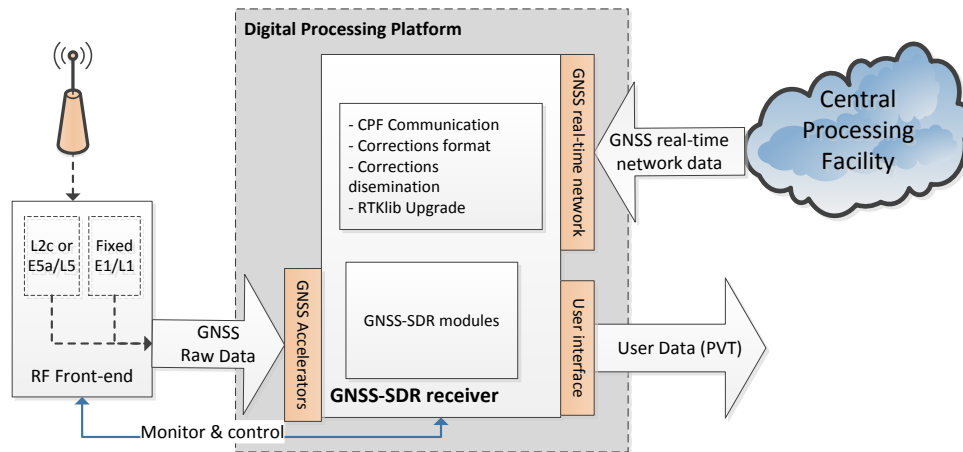 Digital Processing Platform
- CPF Communication
- Corrections format
- Corrections
disemination
- RTKlib Upgrade
GNSS real-time network
GNSS real-time
network data
Central
Processing
Facility
L2c or
E5a/L5
Fixed
E1/L1
RF Front-end
GNSS
Raw Data
GNSS Accelerators
GNSS-SDR modules
GNSS-SDR receiver
User interface
User Data (PVT)
Monitor & control